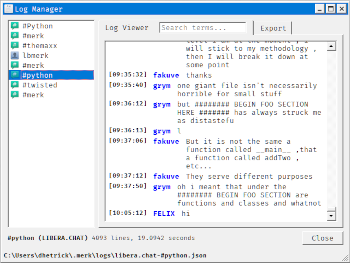 Log Manager
#Python
#merk
#themaxx
lbmerk
#merk
#python
#twisted
#merk
Log Viewer
Search terms...
Export
will stick to my methodology ,
then I will break it down at
some point
[09:35:32] fakuve thanks
[09:35:40] grym one giant file isn't necessarily
horrible for small stuff
[09:36:12] grym but ######## BEGIN FOO SECTION
HERE ####### has always struck me
as distastefu
[09:36:13] grym l
[09:37:06] fakuve But it is not the same a
function called __main__ ,that
a function called addTwo ,
etc...
[09:37:12] fakuve They serve different purposes
[09:37:50] grym oh i meant that under the
######## BEGIN FOO SECTION are
functions and classes and whatnot
[10:05:12] FELIX hi
#python (LIBERA.CHAT) 4093 lines, 19.0942 seconds
Close
C:\Users\dhetrick\.merk\logs\libera.chat-#python.json